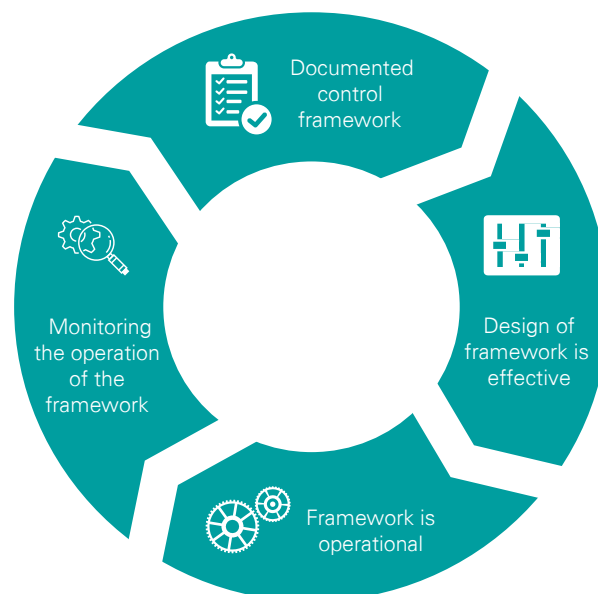 Documented
control
framework
Design of
framework is
effective
Framework is
operational
Monitoring
the operation
of the
framework